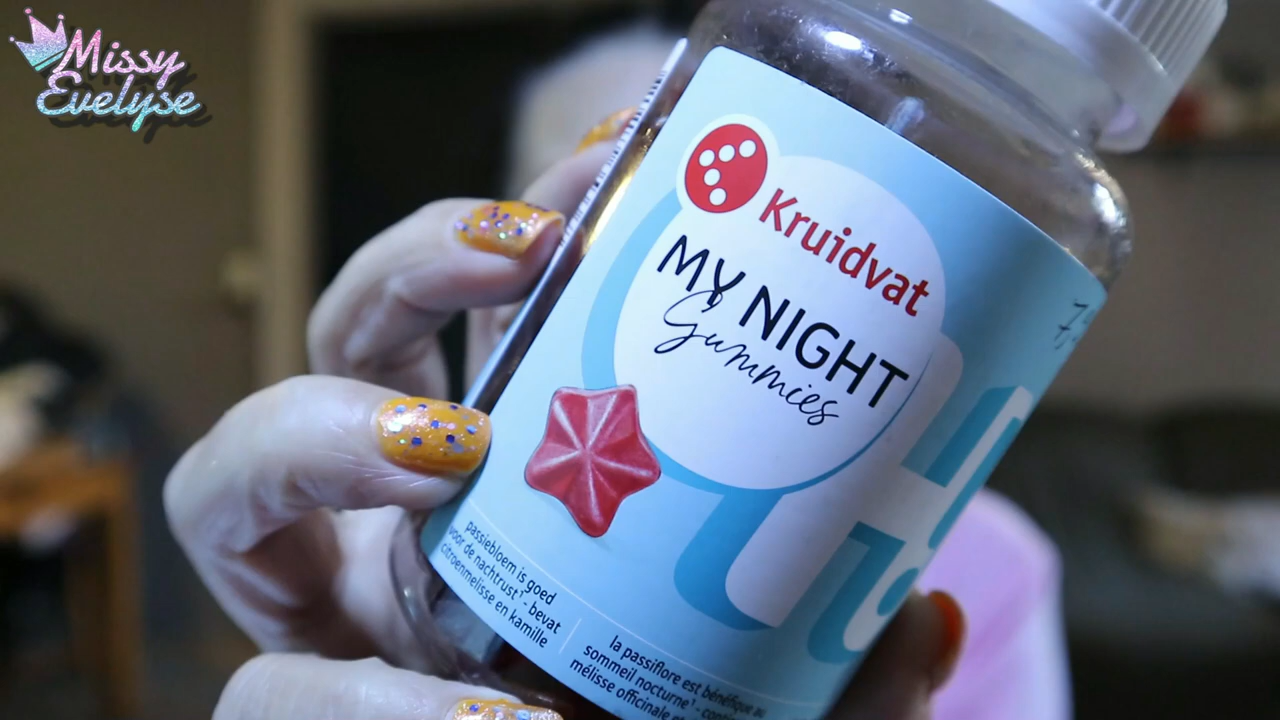 Missy
Evelyse
Kruidvat
MY NIGHT
Gummies
passiebloem is goed
voor de nachtrust¹ - bevat
citroenmelisse en kamille
la passiflore est bénéfique au
sommeil nocturne¹ - 
mélisse officinale